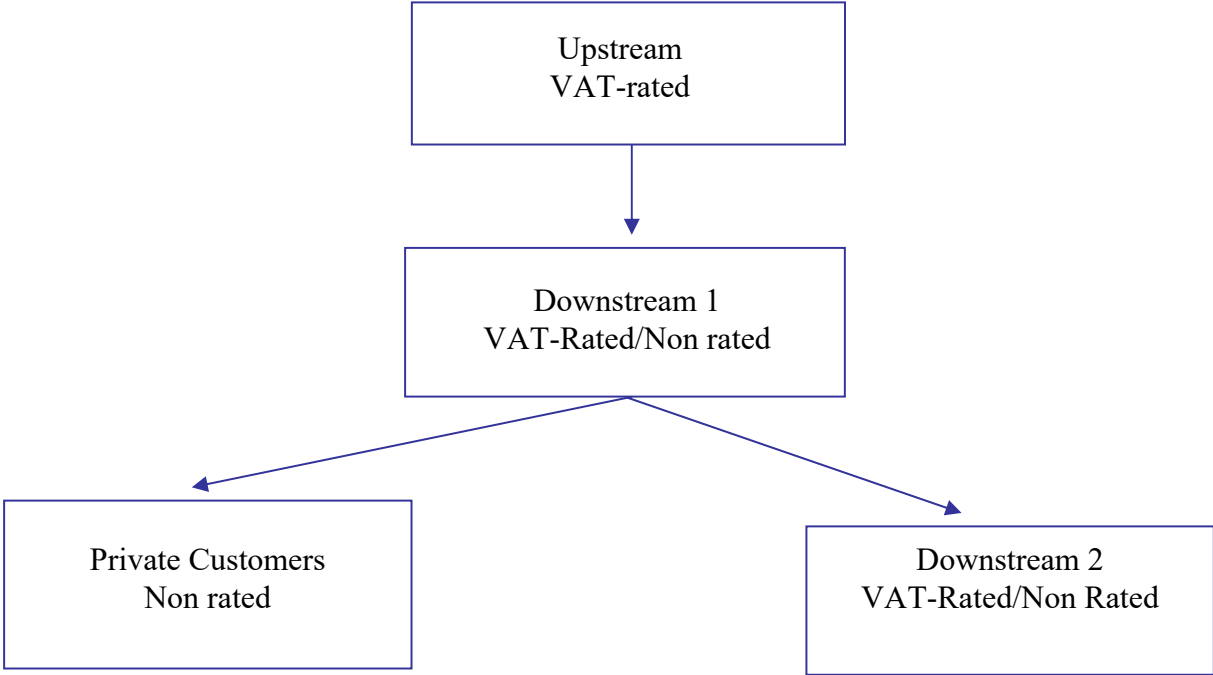 Upstream
VAT-rated
Downstream 1
VAT-Rated/Non rated
Private Customers
Non rated
Downstream 2
VAT-Rated/Non Rated